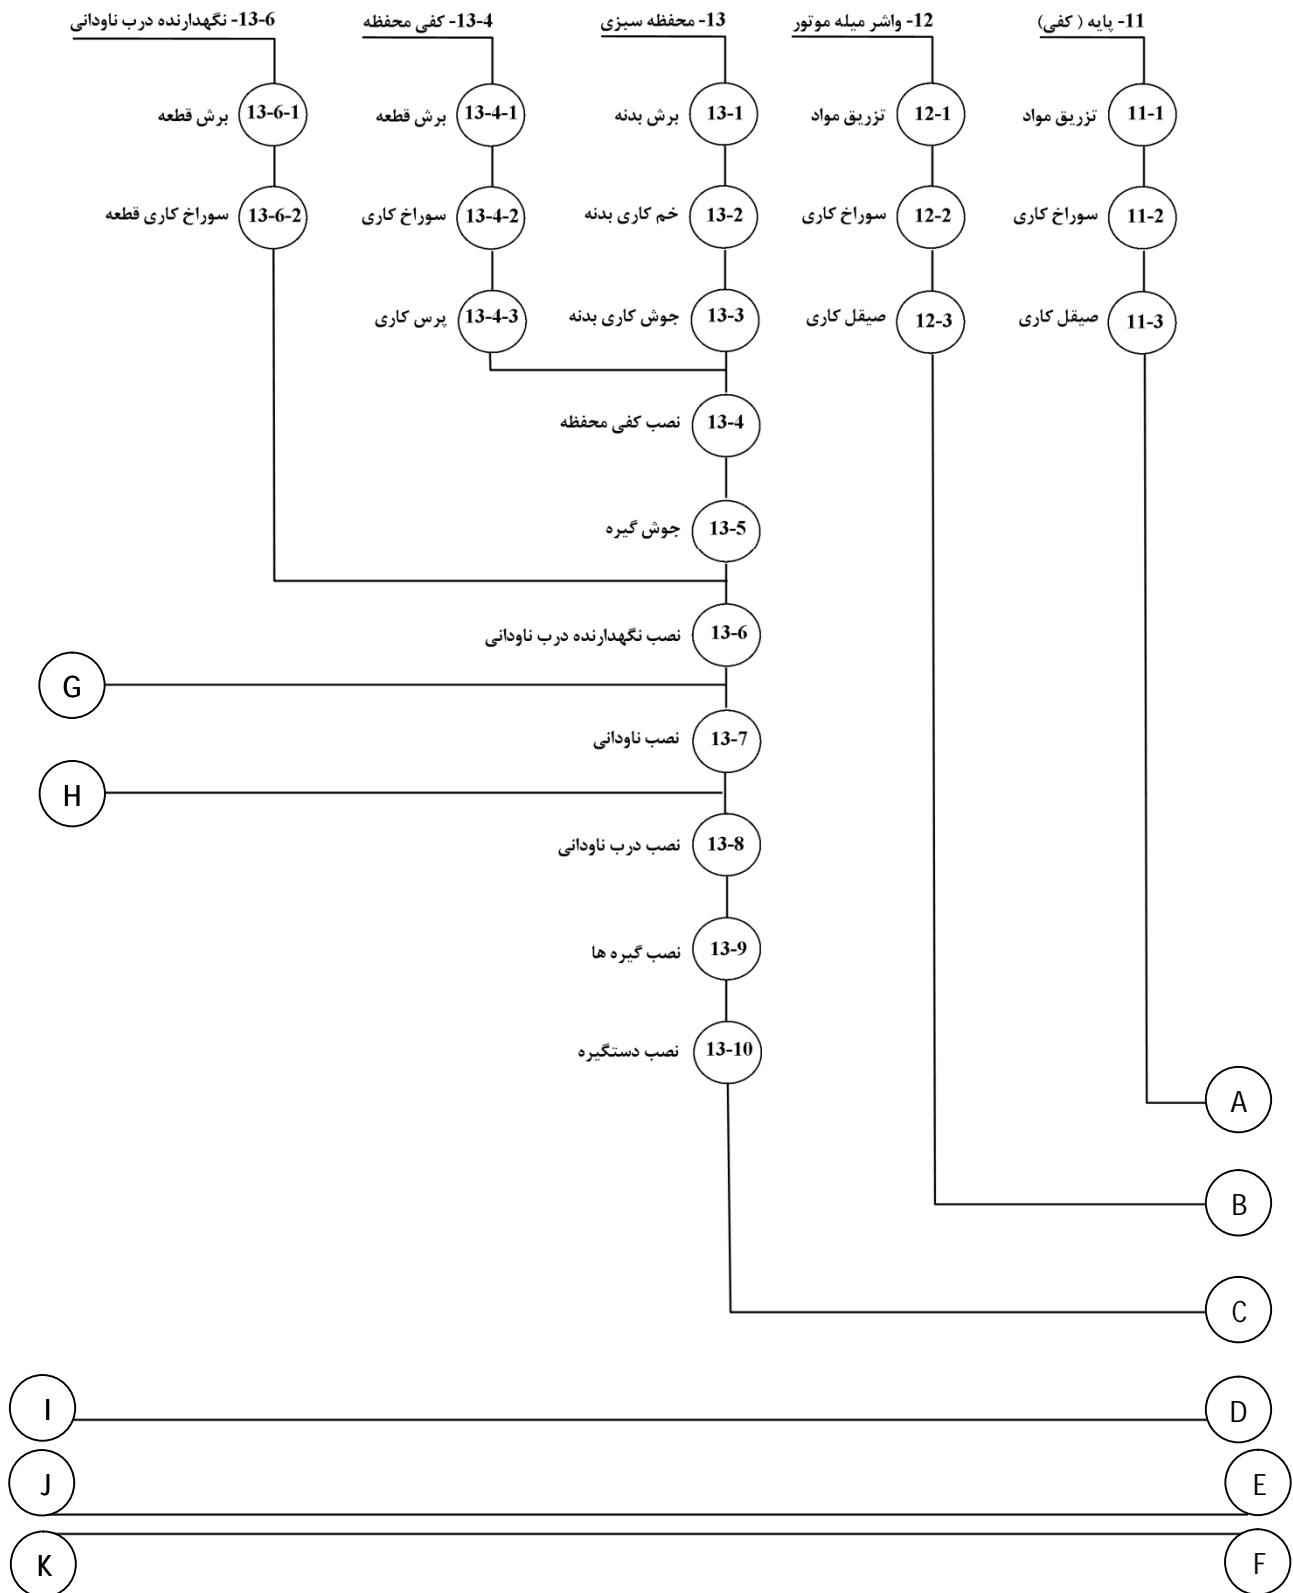 11- پایه ( کفی)
12- واشر میله موتور
13- محفظه سبزی
13-4- کفی محفظه
13-6- نگهدارنده درب ناودانی
11-1 تزریق مواد
12-1 تزریق مواد
13-1 برش بدنه
13-4-1 برش قطعه
13-6-1 برش قطعه
11-2 سوراخ کاری
12-2 سوراخ کاری
13-2 خم کاری بدنه
13-4-2 سوراخ کاری
13-6-2 سوراخ کاری قطعه
11-3 صیقل کاری
12-3 صیقل کاری
13-3 جوش کاری بدنه
13-4-3 پرس کاری
13-4 نصب کفی محفظه
13-5 جوش گیره
13-6 نصب نگهدارنده درب ناودانی
G
13-7 نصب ناودانی
H
13-8 نصب درب ناودانی
13-9 نصب گیره ها
13-10 نصب دستگیره
A
B
C
D
I
E
J
F
K